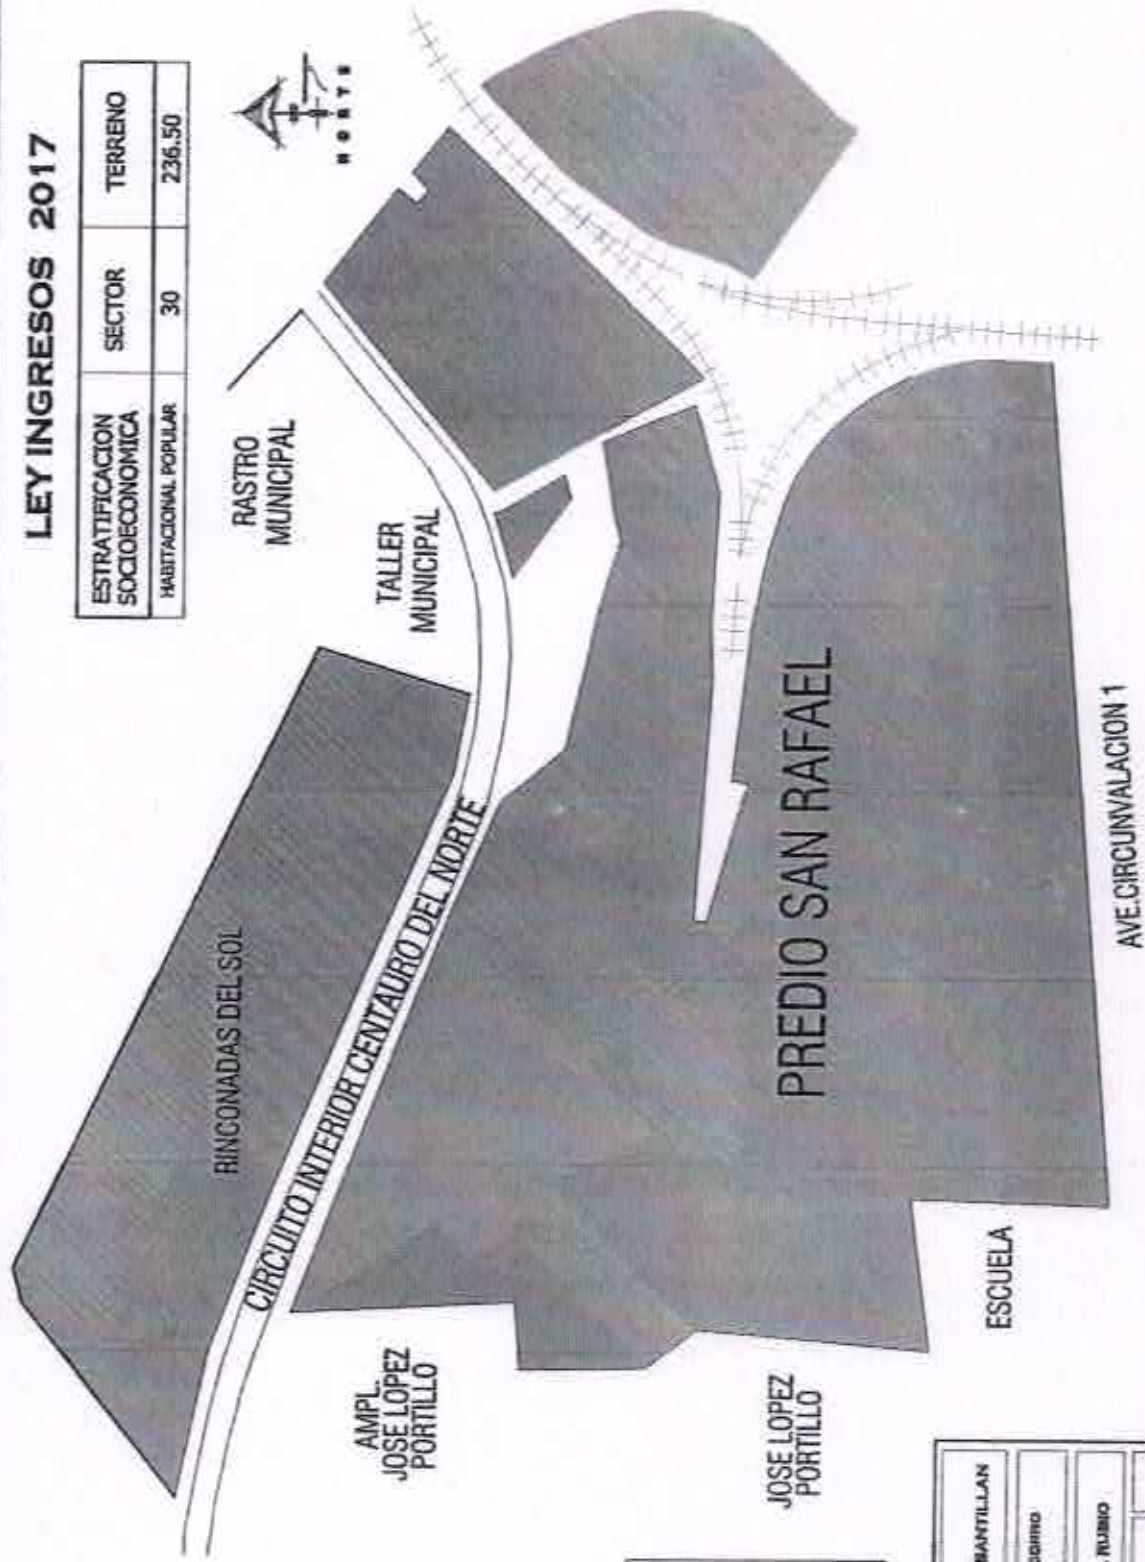 LEY INGRESOS 2017
ESTRATIFICACION SOCIOECONOMICA
SECTOR
TERRENO
HABITACIONAL POPULAR
30
236.50
NORTE
RASTRO
MUNICIPAL
TALLER
MUNICIPAL
RINCONADAS DEL SOL
CIRCUITO INTERIOR CENTAURO DEL NORTE
AMPL.
JOSE LOPEZ
PORTILLO
PREDIO SAN RAFAEL
JOSE LOPEZ
PORTILLO
ESCUELA
AVE.CIRCUNVALACION 1
RUBIO